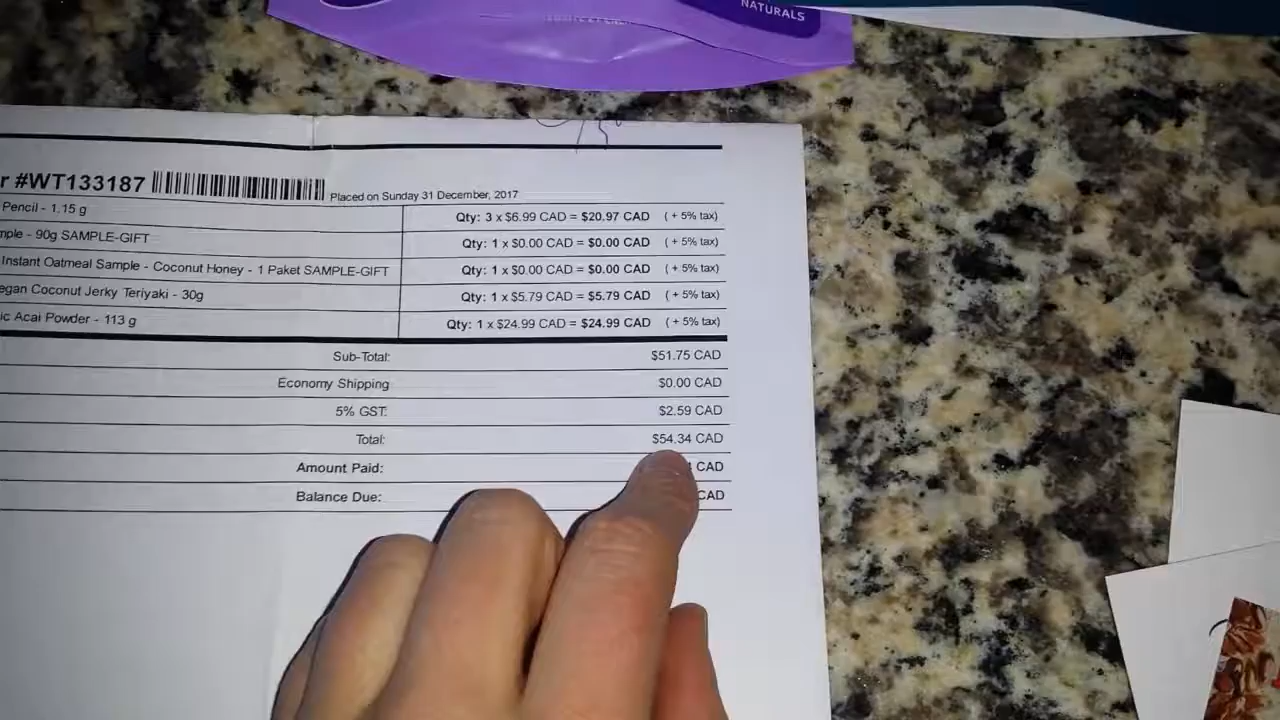 NATURALS
r #WT133187 Placed on Sunday 31 December, 2017
Pencil - 1.15 g Qty: 3 x $6.99 CAD = $20.97 CAD ( + 5% tax)
mple - 90g SAMPLE-GIFT Qty: 1 x $0.00 CAD = $0.00 CAD ( + 5% tax)
Instant Oatmeal Sample - Coconut Honey - 1 Paket SAMPLE-GIFT Qty: 1 x $0.00 CAD = $0.00 CAD ( + 5% tax)
egan Coconut Jerky Teriyaki - 30g Qty: 1 x $5.79 CAD = $5.79 CAD ( + 5% tax)
ic Acai Powder - 113 g Qty: 1 x $24.99 CAD = $24.99 CAD ( + 5% tax)
Sub-Total: $51.75 CAD
Economy Shipping $0.00 CAD
5% GST: $2.59 CAD
Total: $54.34 CAD
Amount Paid: CAD
Balance Due: CAD